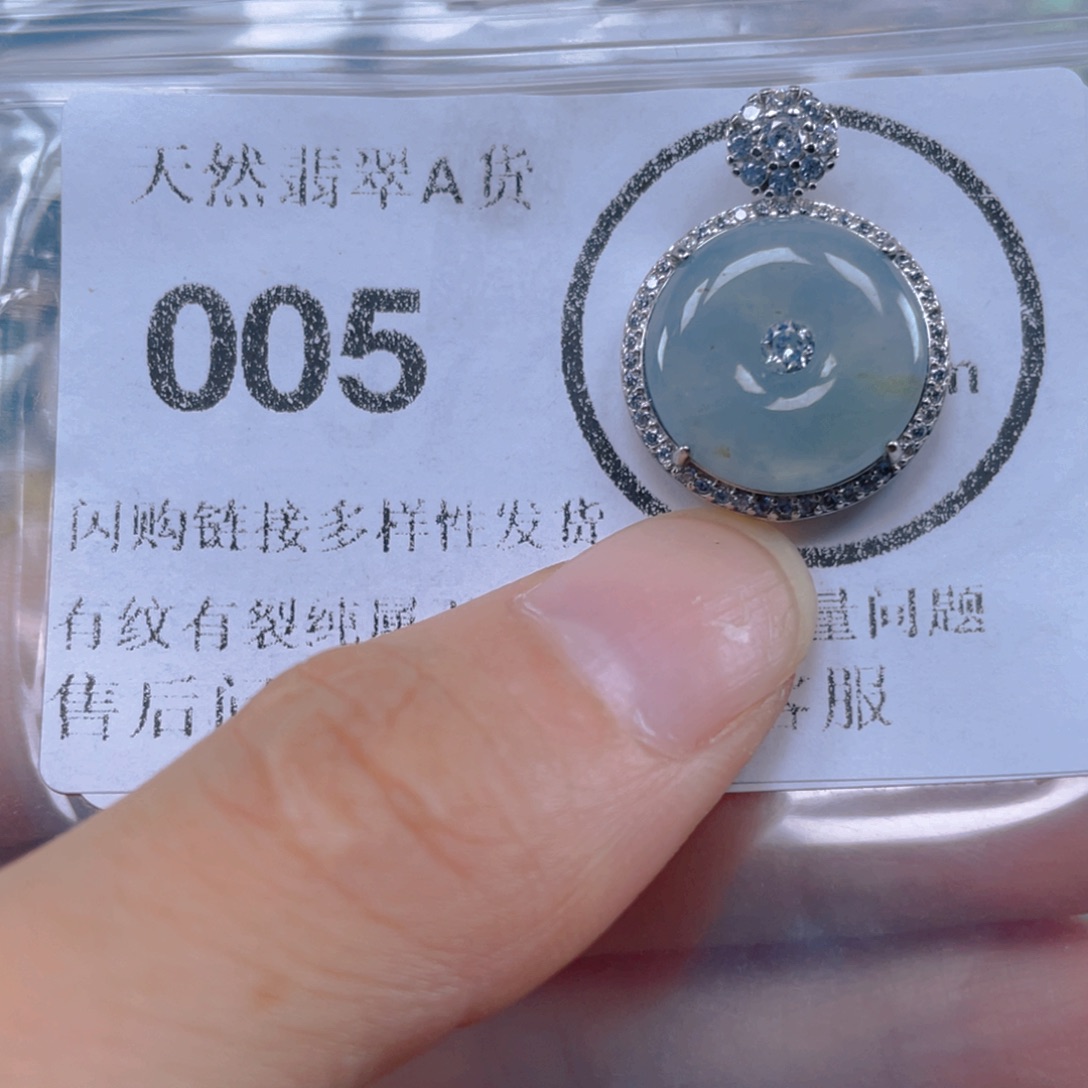 天然翡翠A货
005
闪购链接多样性发货
有纹有裂纯属 量问题
售后 服